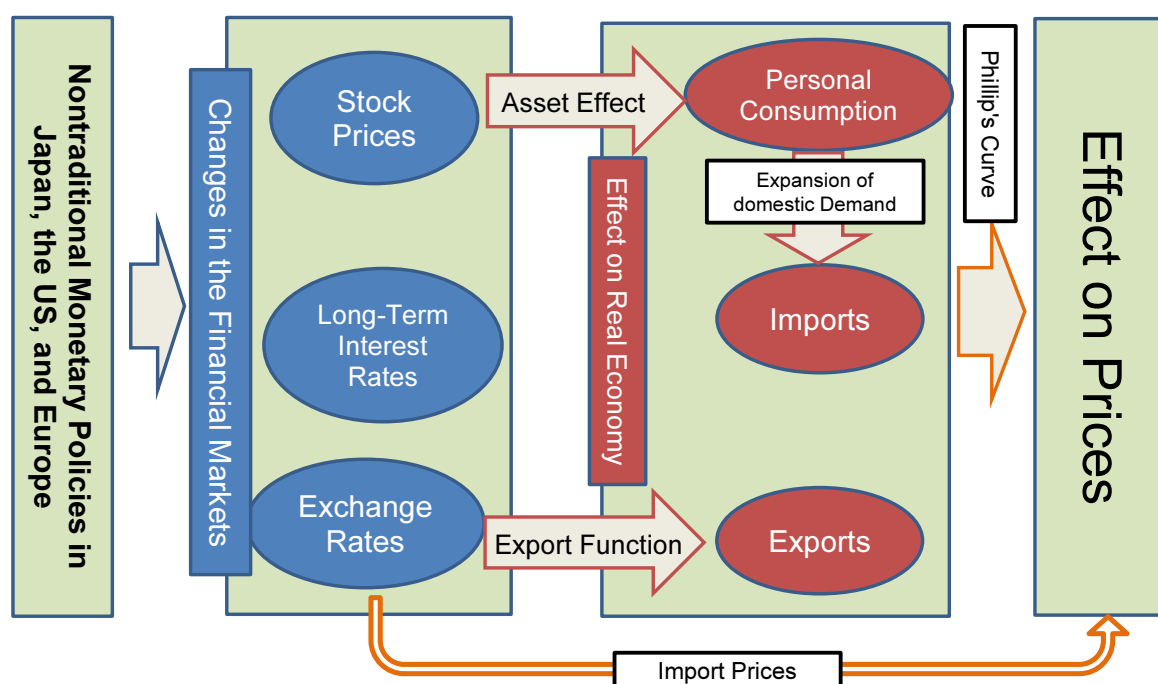 Nontraditional Monetary Policies in
Japan, the US, and Europe
Changes in the Financial Markets
Stock
Prices
Long-Term
Interest
Rates
Exchange
Rates
Asset Effect
Export Function
Effect on Real Economy
Personal
Consumption
Expansion of
domestic Demand
Imports
Exports
Phillip's Curve
Effect on Prices
Import Prices